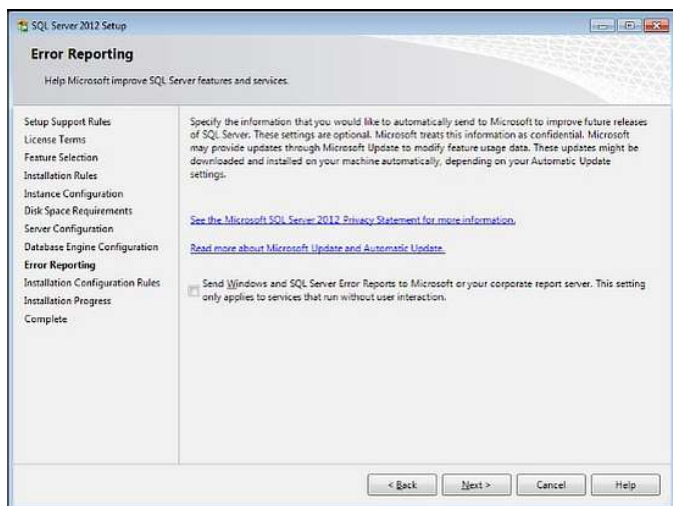 SQL Server 2012 Setup
Error Reporting
Help Microsoft improve SQL Server features and services.
Setup Support Rules
License Terms
Feature Selection
Installation Rules
Instance Configuration
Disk Space Requirements
Server Configuration
Database Engine Configuration
Error Reporting
Installation Configuration Rules
Installation Progress
Complete
Specify the information that you would like to automatically send to Microsoft to improve future releases
of SQL Server. These settings are optional. Microsoft treats this information as confidential. Microsoft
may provide updates through Microsoft Update to modify feature usage data. These updates might be
downloaded and installed on your machine automatically, depending on your Automatic Update
settings.
See the Microsoft SQL Server 2012 Privacy Statement for more information.
Read more about Microsoft Update and Automatic Update.
Send Windows and SQL Server Error Reports to Microsoft or your corporate report server. This setting
only applies to services that run without user interaction.
< Back
Next >
Cancel
Help